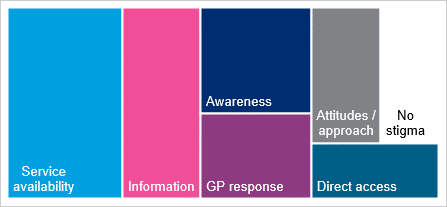 Service
availability
Information
Awareness
GP response
Attitudes /
approach
No
stigma
Direct access